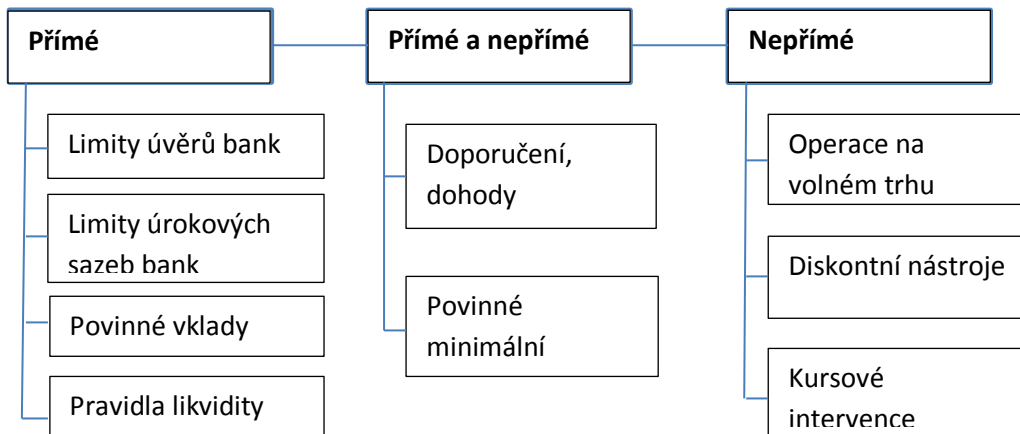 Přímé
Limity úvěrů bank
Limity úrokových
sazeb bank
Povinné vklady
Pravidla likvidity
Přímé a nepřímé
Doporučení,
dohody
Povinné
minimální
Nepřímé
Operace na
volném trhu
Diskontní nástroje
Kursové
intervence